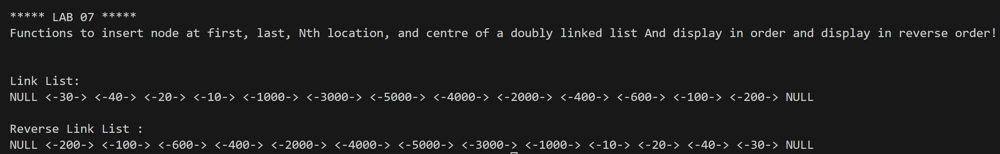 ***** LAB 07 *****
Functions to insert node at first, last, Nth location, and centre of a doubly linked list And display in order and display in reverse order!
Link List:
NULL <-30-> <-40-> <-20-> <-10-> <-1000-> <-3000-> <-5000-> <-4000-> <-2000-> <-400-> <-600-> <-100-> <-200-> NULL
Reverse Link List :
NULL <-200-> <-100-> <-600-> <-400-> <-2000-> <-4000-> <-5000-> <-3000-> <-1000-> <-10-> <-20-> <-40-> <-30-> NULL